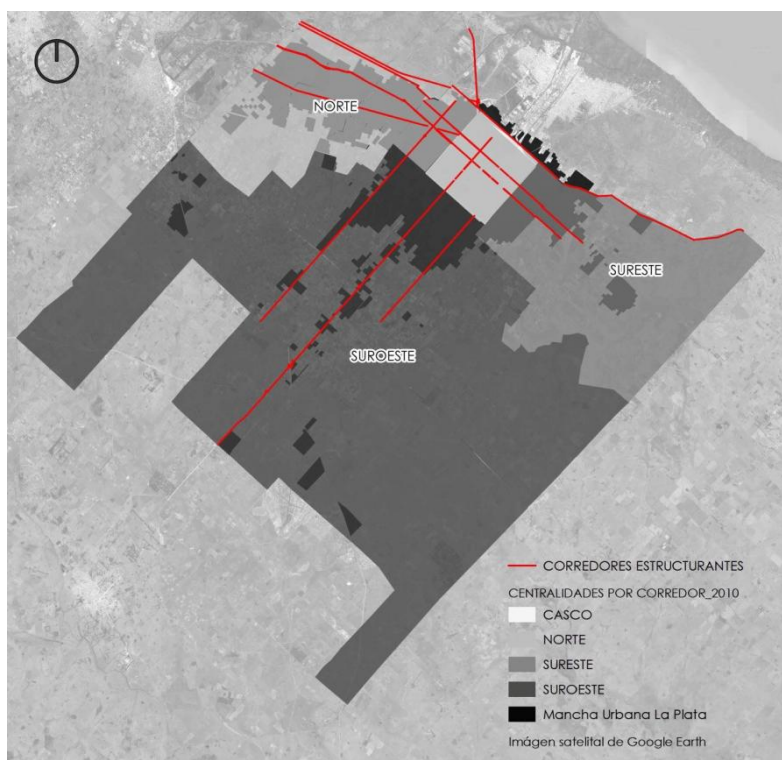 NORTE
SURESTE
SUROESTE
CORREDORES ESTRUCTURANTES
CENTRALIDADES POR CORREDOR_2010
CASCO
NORTE
SURESTE
SUROESTE
Mancha Urbana La Plata
Imágen satelital de Google Earth